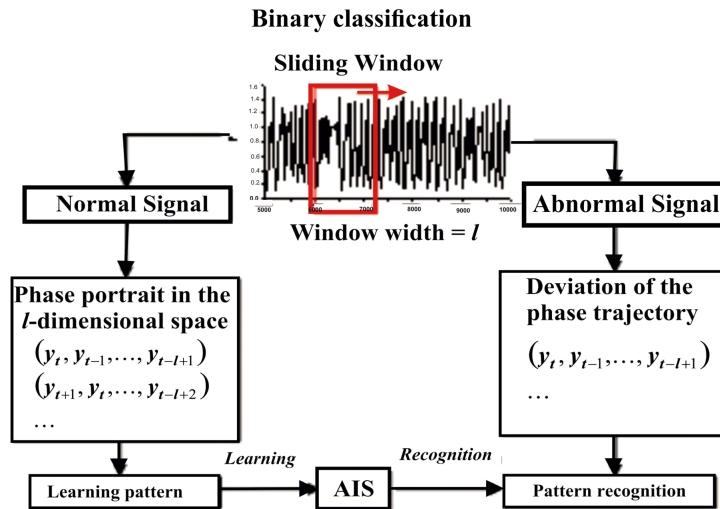 Binary classification
Sliding Window
1.6
1.4
1.2
1.0
0.8
0.6
0.4
0.2
0.0
5000 6000 7000 8000 9000 10000
Window width = l
Normal Signal
Abnormal Signal
Phase portrait in the
l-dimensional space
(y_t, y_{t-1},..., y_{t-l+1})
(y_{t+1}, y_t,..., y_{t-l+2})
...
Deviation of the
phase trajectory
(y_t, y_{t-1},..., y_{t-l+1})
...
Learning
Recognition
Learning pattern
AIS
Pattern recognition